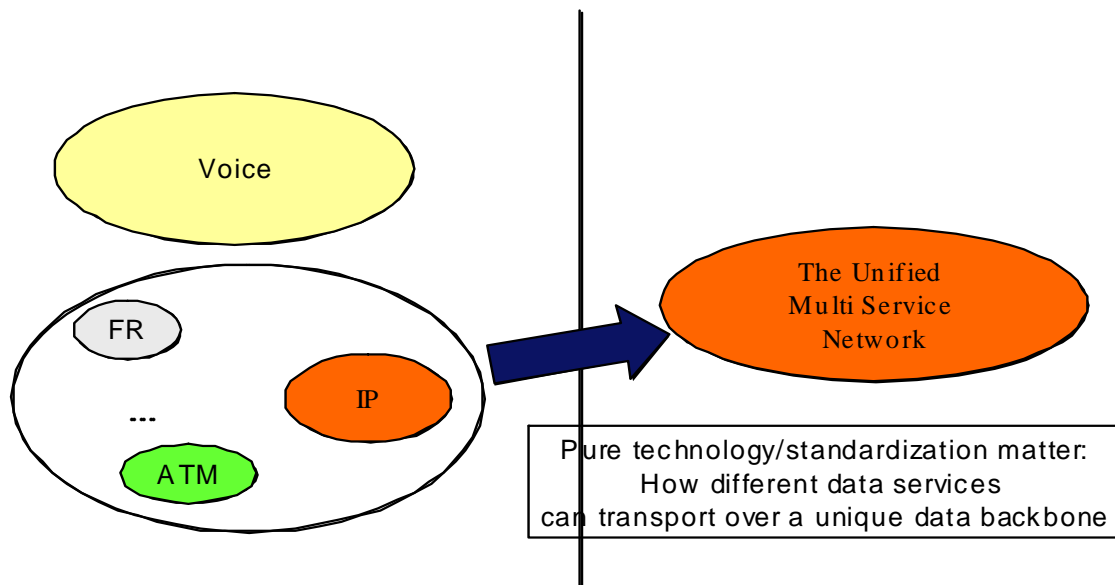 Voice
FR
IP
...
ATM
The Unified
Multi Service
Network
Pure technology/standardization matter:
How different data services
can transport over a unique data backbone